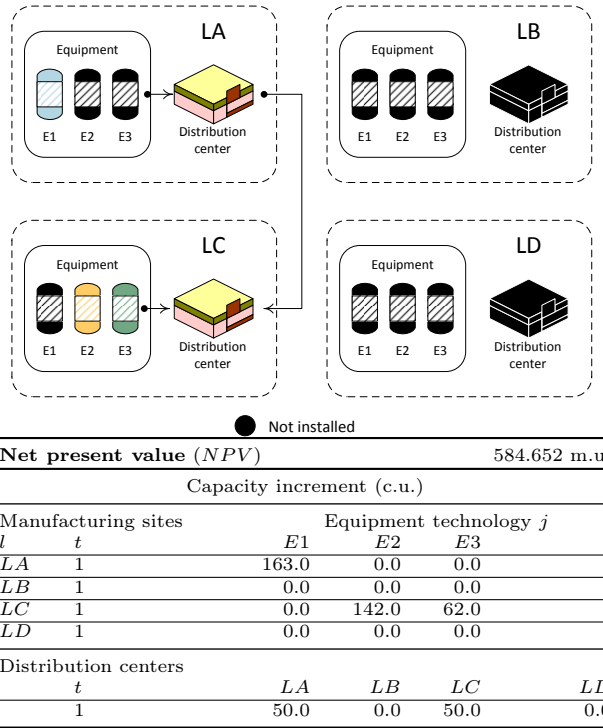 LA
Equipment
E1 E2 E3
Distribution center
LB
Equipment
E1 E2 E3
Distribution center
LC
Equipment
E1 E2 E3
Distribution center
LD
Equipment
E1 E2 E3
Distribution center
Not installed
Net present value (NPV) 584.652 m.u
Capacity increment (c.u.)
Manufacturing sites Equipment technology j
l t E1 E2 E3
LA 1 163.0 0.0 0.0
LB 1 0.0 0.0 0.0
LC 1 0.0 142.0 62.0
LD 1 0.0 0.0 0.0
Distribution centers
t LA LB LC LD
1 50.0 0.0 50.0 0.0